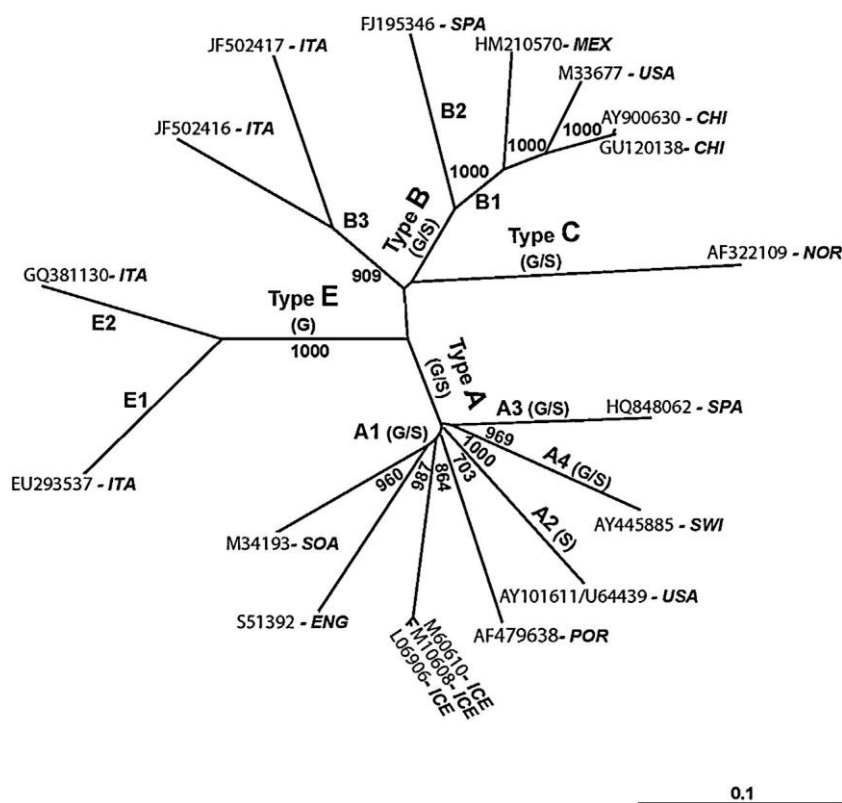 FJ195346 - SPA
JF502417 - ITA
HM210570- MEX
M33677 - USA
B2
AY900630 - CHI
1000
JF502416 - ITA
1000
GU120138- CHI
1000
B1
B3
Type B
(G/S)
Type C
(G/S)
AF322109 - NOR
909
GQ381130- ITA
Type E
(G)
E2
1000
Type A
(G/S)
E1
A3 (G/S)
HQ848062 - SPA
A1 (G/S)
969
1000
A4 (G/S)
703
864
987
960
EU293537 - ITA
A2 (S)
AY445885 - SWI
M34193- SOA
AY101611/U64439 - USA
S51392 - ENG
AF479638- POR
M60610- ICE
FM10608- ICE
L06906- ICE
0.1